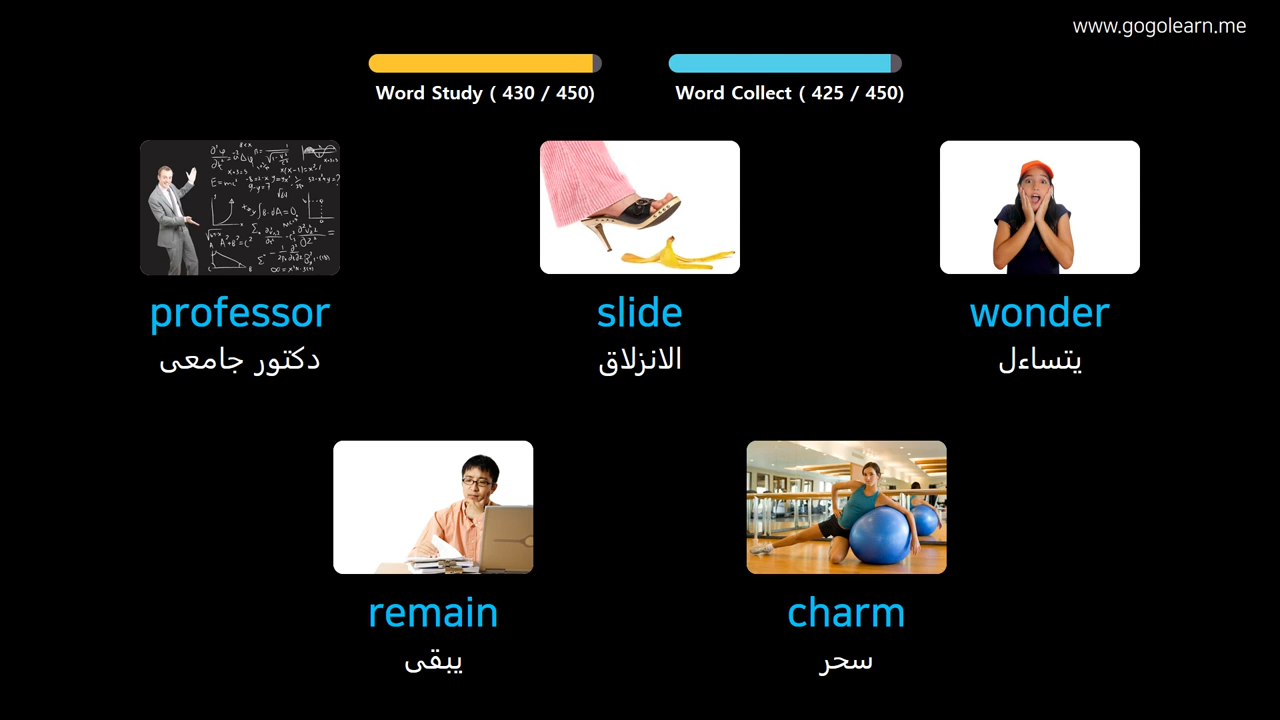 www.gogolearn.me
Word Study ( 430 / 450)
Word Collect ( 425 / 450)
professor
دكتور جامعى
slide
الانزلاق
wonder
يتساءل
remain
يبقى
charm
سحر